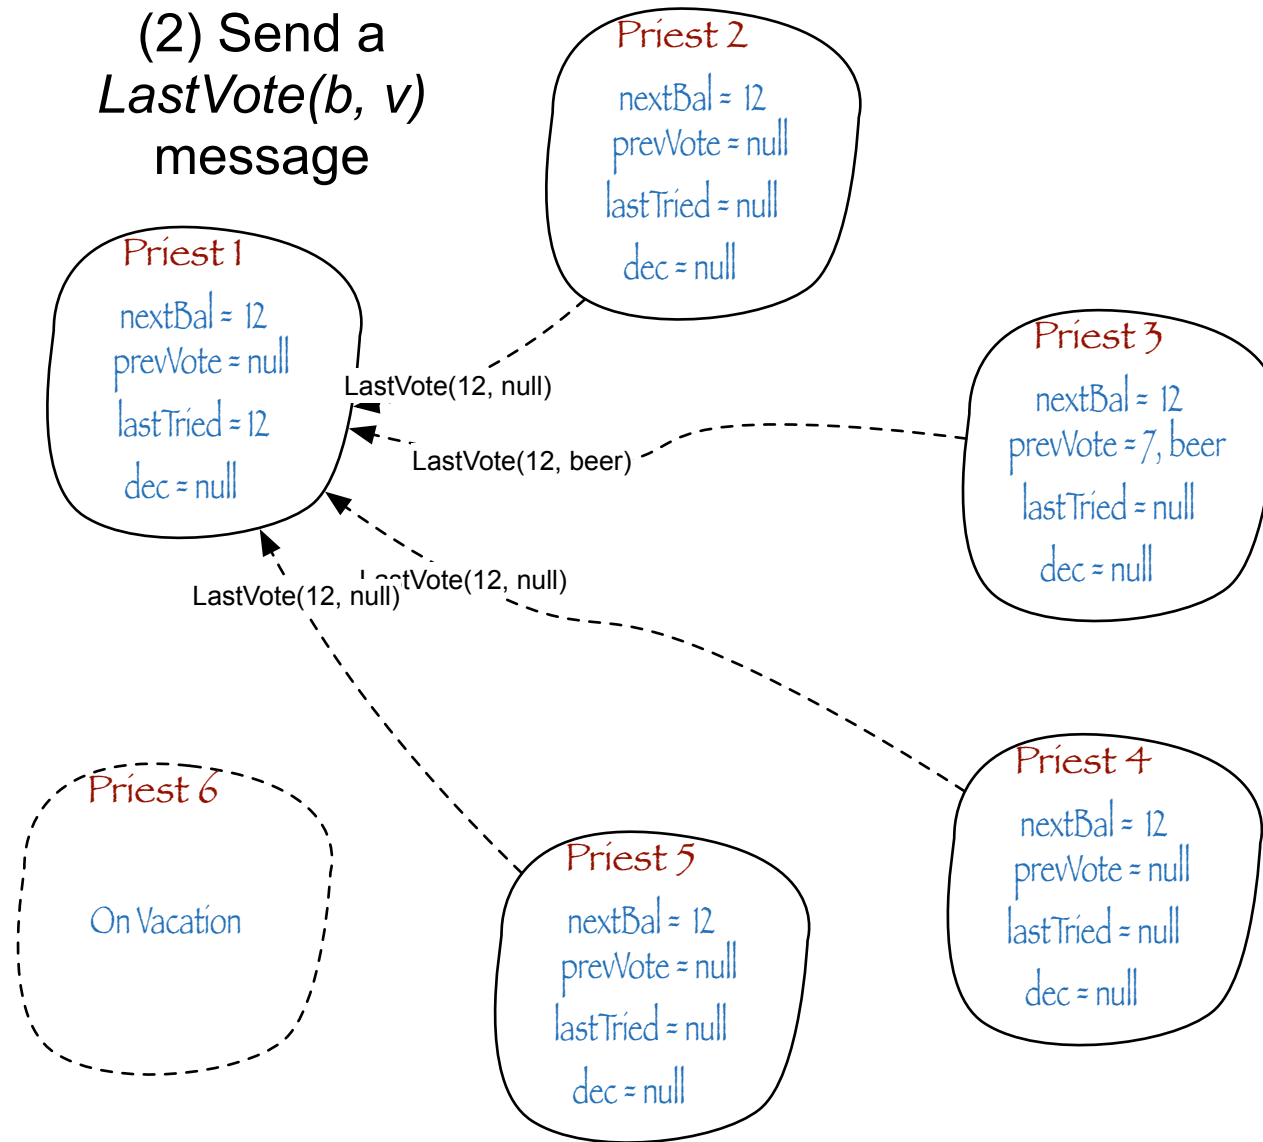 (2) Send a
LastVote(b, v)
message
Priest 2
nextBal = 12
prevVote = null
lastTried = null
dec = null
Priest 1
nextBal = 12
prevVote = null
lastTried = 12
dec = null
LastVote(12, null)
Priest 3
nextBal = 12
prevVote = 7, beer
lastTried = null
dec = null
LastVote(12, beer)
LastVote(12, null)
LastVote(12, null)
Priest 4
nextBal = 12
prevVote = null
lastTried = null
dec = null
Priest 6
On Vacation
Priest 5
nextBal = 12
prevVote = null
lastTried = null
dec = null